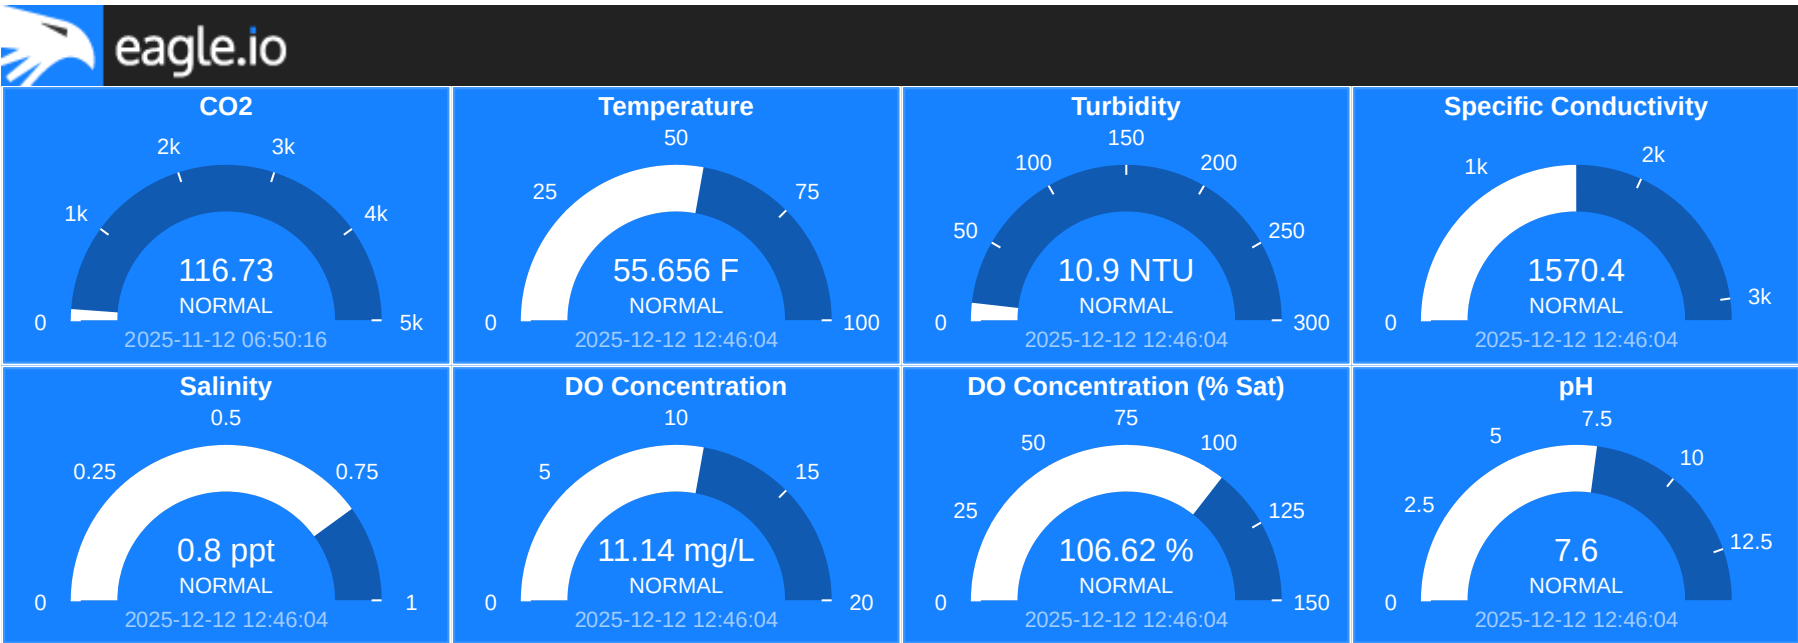 eagle.io
CO2
0
1k
2k
3k
4k
5k
116.73
NORMAL
2025-11-12 06:50:16
Temperature
0
25
50
75
100
55.656 F
NORMAL
2025-12-12 12:46:04
Turbidity
0
50
100
150
200
250
300
10.9 NTU
NORMAL
2025-12-12 12:46:04
Specific Conductivity
0
1k
2k
3k
1570.4
NORMAL
2025-12-12 12:46:04
Salinity
0
0.25
0.5
0.75
1
0.8 ppt
NORMAL
2025-12-12 12:46:04
DO Concentration
0
5
10
15
20
11.14 mg/L
NORMAL
2025-12-12 12:46:04
DO Concentration (% Sat)
0
25
50
75
100
125
150
106.62 %
NORMAL
2025-12-12 12:46:04
pH
0
2.5
5
7.5
10
12.5
7.6
NORMAL
2025-12-12 12:46:04